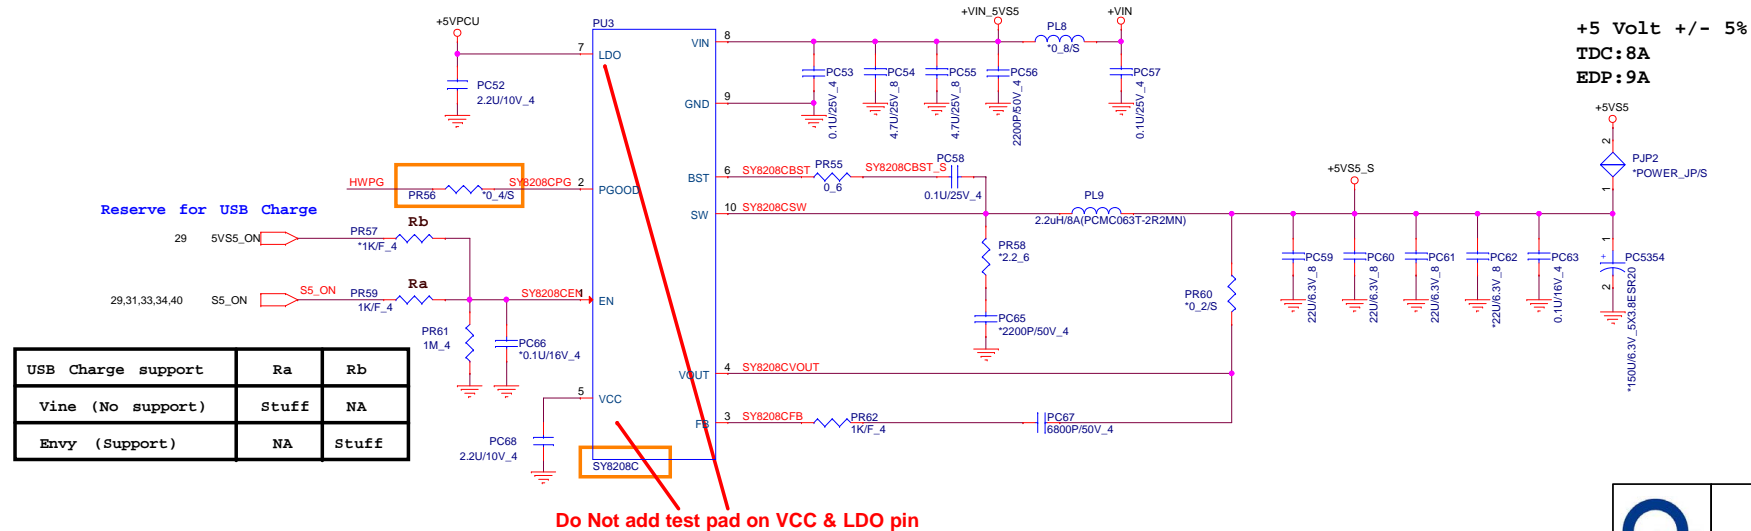 +5VPCU
PU3
+VIN_5VS5
PL8
+VIN
*0_8/S
+5 Volt +/- 5%
TDC:8A
EDP:9A
7
LDO
VIN
8
PC52
2.2U/10V_4
PC53
0.1U/25V_4
PC54
4.7U/25V_8
PC55
4.7U/25V_8
PC56
2200P/50V_4
PC57
0.1U/25V_4
GND
9
+5VS5
2
PJP2
*POWER_JP/S
1
HWPG
PR56
*0_4/S
SY8208CPG
2
PGOOD
BST
6
SY8208CBST
PR55
0_6
SY8208CBST_S
PC58
0.1U/25V_4
+5VS5_S
Reserve for USB Charge
Rb
29
5VS5_ON
PR57
*1K/F_4
SW
10
SY8208CSW
PL9
2.2uH/8A(PCMC063T-2R2MN)
PR58
*2.2_6
PC65
*2200P/50V_4
PR60
*0_2/S
PC59
22U/6.3V_8
PC60
22U/6.3V_8
PC61
22U/6.3V_8
PC62
*22U/6.3V_8
PC63
0.1U/16V_4
1
+
PC5354
2
*150U/6.3V_5X3.8ESR20
Ra
29,31,33,34,40
S5_ON
S5_ON
PR59
1K/F_4
SY8208CEN
1
EN
PR61
1M_4
PC66
*0.1U/16V_4
USB Charge support Ra Rb
Vine (No support) Stuff NA
Envy (Support) NA Stuff
5
VCC
PC68
2.2U/10V_4
VOUT
4
SY8208CVOUT
FB
3
SY8208CFB
PR62
1K/F_4
PC67
6800P/50V_4
SY8208C
Do Not add test pad on VCC & LDO pin